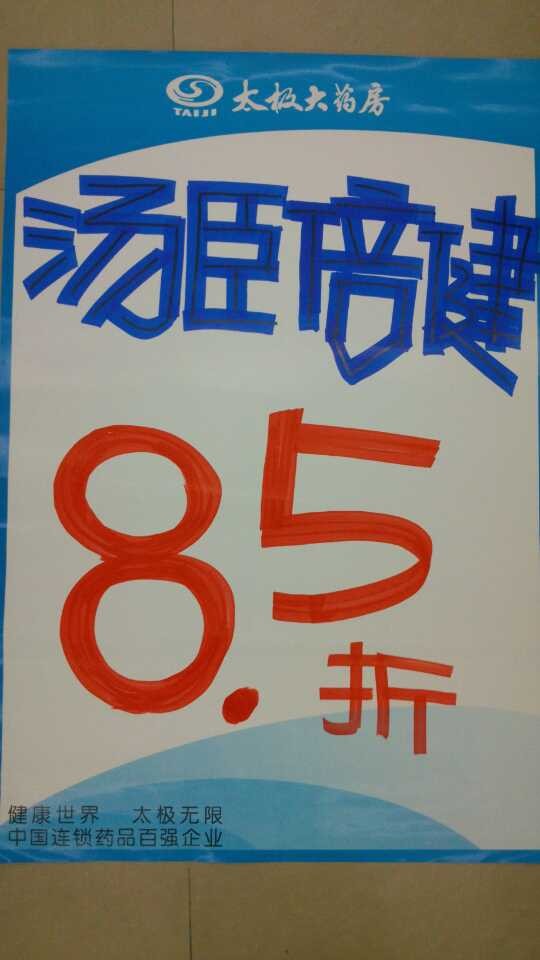 TAIJI 太极大药房
汤臣倍健
8.5折
健康世界 太极无限
中国连锁药品百强企业